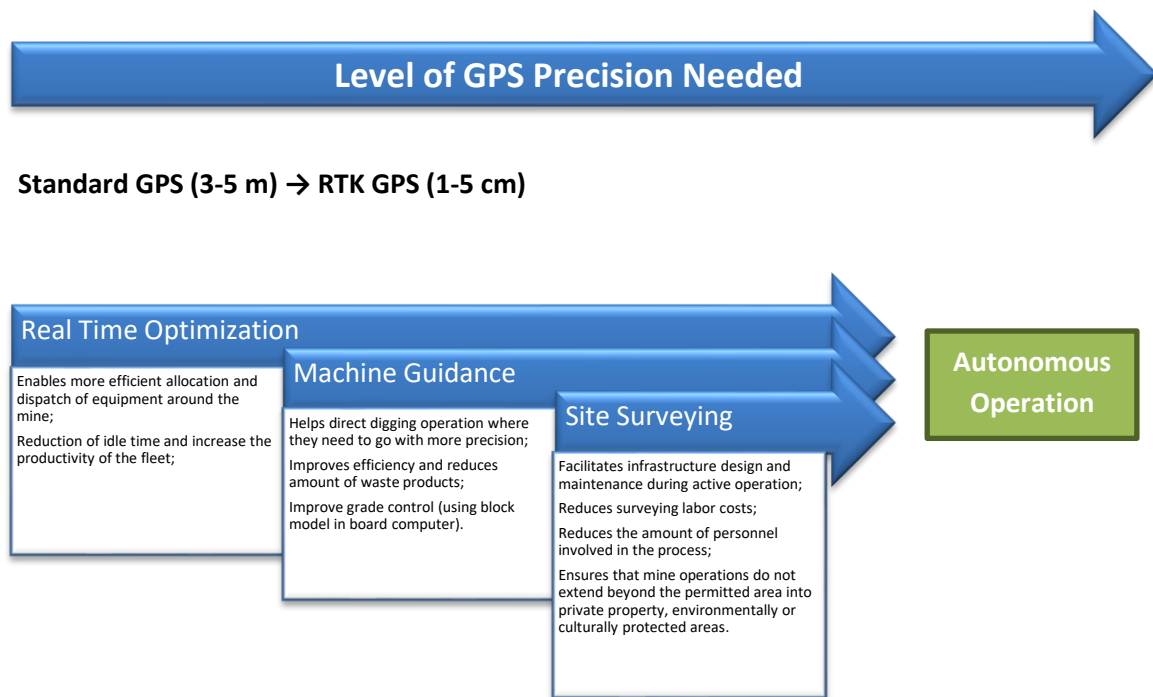 Level of GPS Precision Needed
Standard GPS (3-5 m) → RTK GPS (1-5 cm)
Real Time Optimization
Enables more efficient allocation and
dispatch of equipment around the
mine;
Reduction of idle time and increase the
productivity of the fleet;
Machine Guidance
Helps direct digging operation where
they need to go with more precision;
Improves efficiency and reduces
amount of waste products;
Improve grade control (using block
model in board computer).
Site Surveying
Facilitates infrastructure design and
maintenance during active operation;
Reduces surveying labor costs;
Reduces the amount of personnel
involved in the process;
Ensures that mine operations do not
extend beyond the permitted area into
private property, environmentally or
culturally protected areas.
Autonomous
Operation